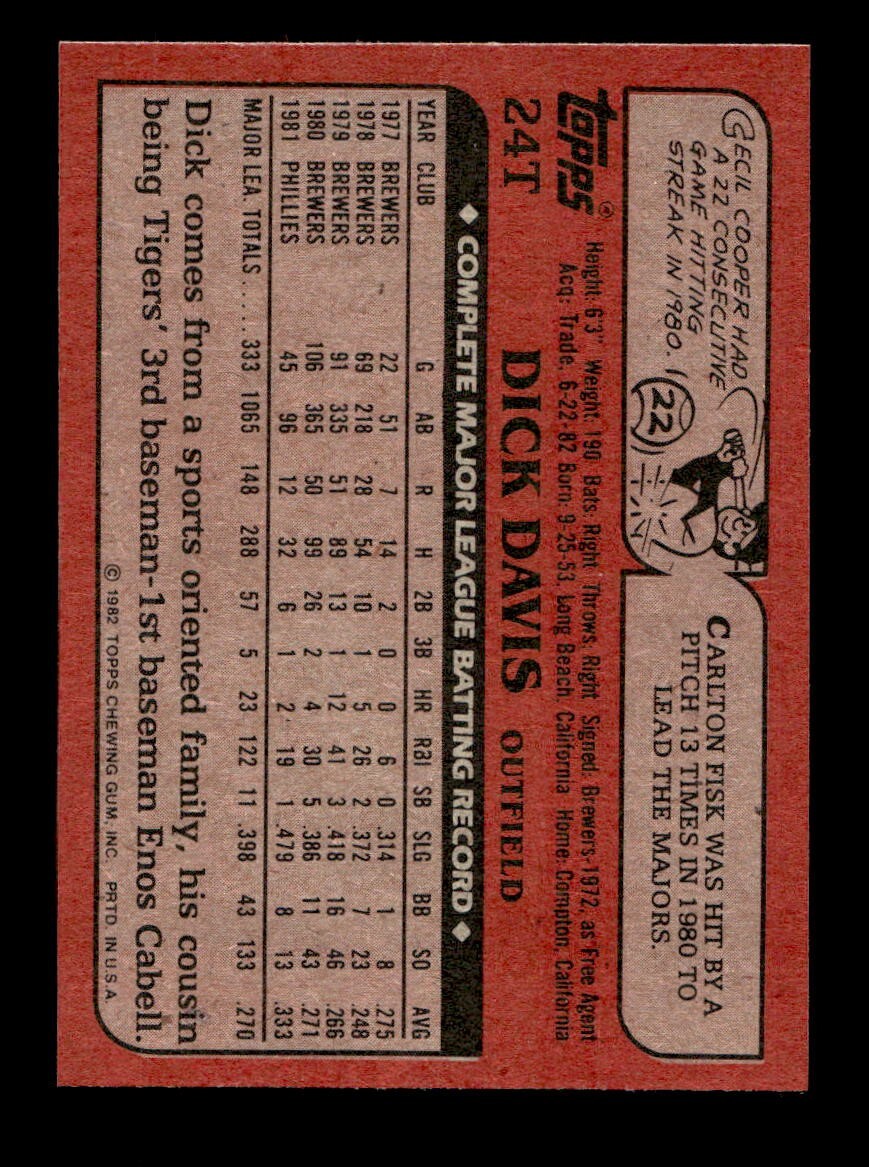 CECIL COOPER HAD
A 22 CONSECUTIVE
GAME HITTING
STREAK IN 1980.
22
CARLTON FISK WAS HIT BY A
PITCH 13 TIMES IN 1980 TO
LEAD THE MAJORS.
Topps®
Height: 6'3" Weight: 190 Bats: Right Throws: Right Signed: Brewers-1972, as Free Agent
Acq: Trade, 6-22-82 Born: 9-25-53, Long Beach, California Home: Compton, California
24T DICK DAVIS OUTFIELD
◆ COMPLETE MAJOR LEAGUE BATTING RECORD ◆
YEAR CLUB G AB R H 2B 3B HR RBI SB SLG BB SO AVG
1977 BREWERS 22 51 7 14 2 0 0 6 0 .314 1 8 .275
1978 BREWERS 69 218 28 54 10 1 5 26 2 .372 7 23 .248
1979 BREWERS 91 335 51 89 13 1 12 41 3 .418 16 46 .266
1980 BREWERS 106 365 50 99 26 2 4 30 5 .386 11 43 .271
1981 PHILLIES 45 96 12 32 6 1 2 19 1 .479 8 13 .333
MAJOR LEA. TOTALS..... 333 1065 148 288 57 5 23 122 11 .398 43 133 .270
Dick comes from a sports oriented family, his cousin
being Tigers' 3rd baseman-1st baseman Enos Cabell.
© 1982 TOPPS CHEWING GUM, INC. PRTD. IN U.S.A.